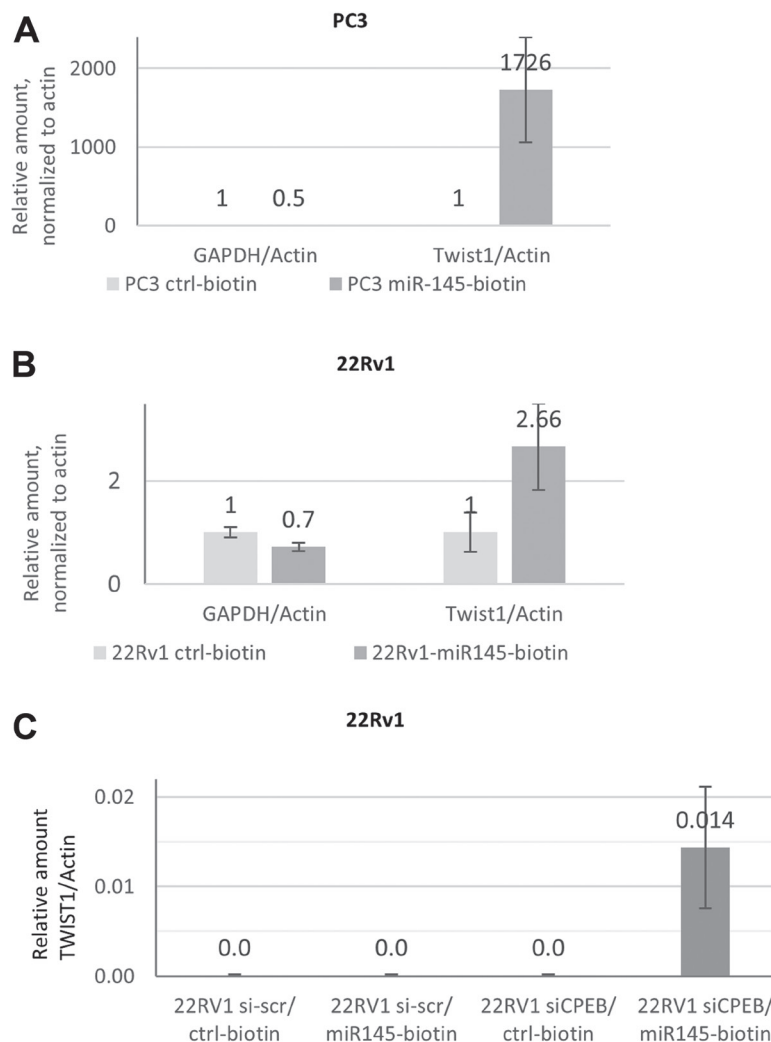 A
PC3
Relative amount,
normalized to actin
2000
1000
0
1
0.5
1
1726
GAPDH/Actin
Twist1/Actin
PC3 ctrl-biotin
PC3 miR-145-biotin
B
22Rv1
Relative amount,
normalized to actin
2
0
1
0.7
1
2.66
GAPDH/Actin
Twist1/Actin
22Rv1 ctrl-biotin
22Rv1-miR145-biotin
C
22Rv1
Relative amount
TWIST1/Actin
0.02
0.01
0.00
0.0
0.0
0.0
0.014
22RV1 si-scr/
ctrl-biotin
22RV1 si-scr/
miR145-biotin
22RV1 siCPEB/
ctrl-biotin
22RV1 siCPEB/
miR145-biotin